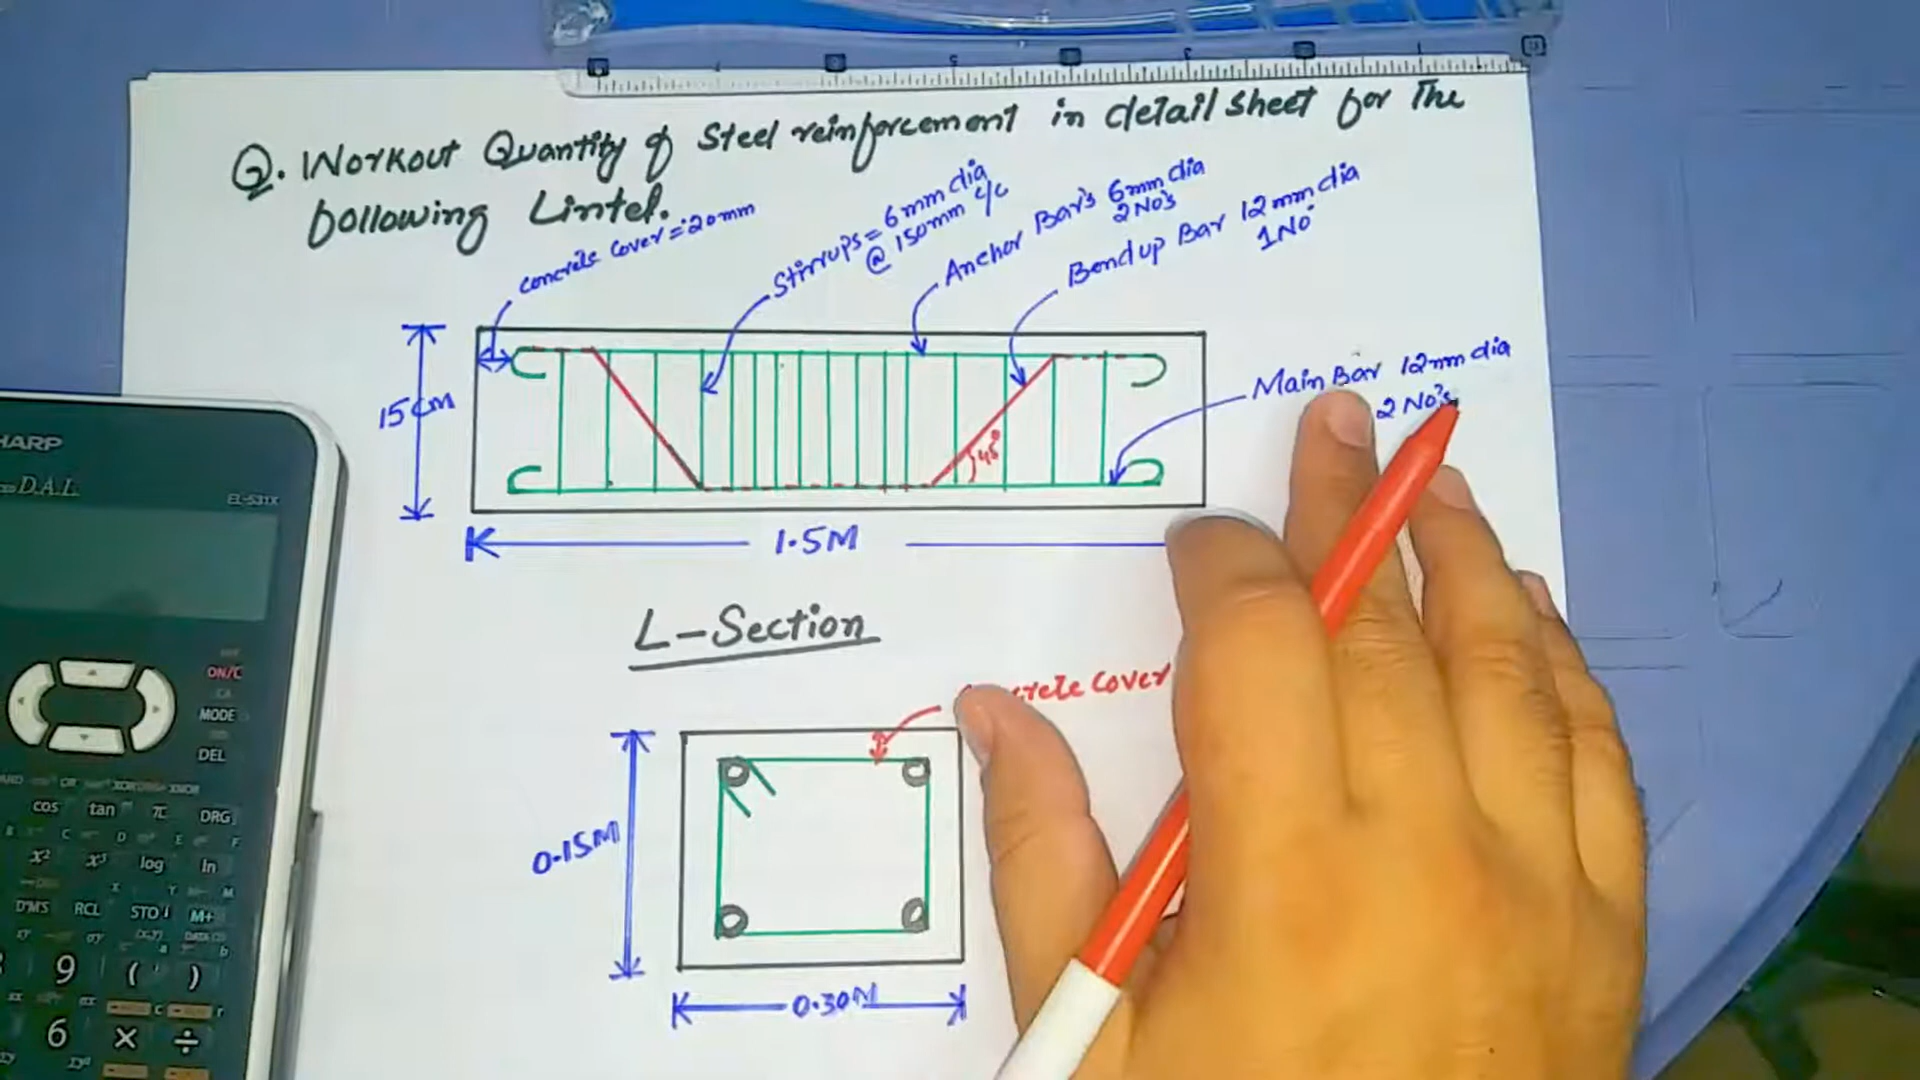 Q. Workout Quantity of Steel reinforcement in detail sheet for The
following Lintel.
concrete cover = 20mm
Stirrups = 6mm dia
@ 150mm c/c
Anchor Bar's 6mm dia
2 No's
Bendup Bar 12mm dia
1 No
15cm
45°
Main Bar 12mm dia
2 No's
1.5M
L-Section
Cover
0.15M
0.30M
D.A.L.
EL-531X
ON/C
MODE
DEL
cos tan π DRG
x² x³ log ln
D°MS RCL STO M+
9 ( )
6 × ÷